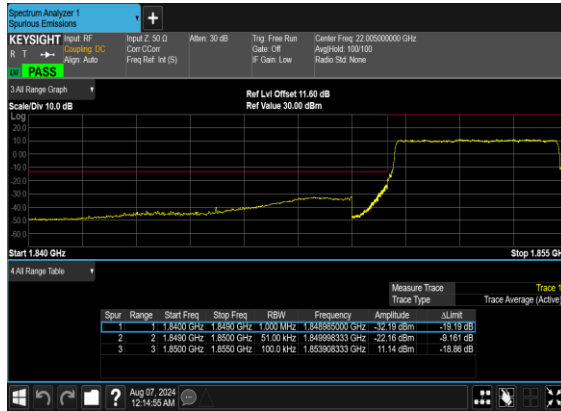 Spectrum Analyzer 1
Spurious Emissions
KEYSIGHT Input: RF Input Z: 50 Ω Atten: 30 dB Trig: Free Run Center Freq: 22.005000000 GHz
R T Coupling: DC Corr CCorr Gate: Off Avg|Hold: 100/100
Align: Auto Freq Ref: Int (S) IF Gain: Low Radio Std: None
PASS
3 All Range Graph
Ref Lvl Offset 11.60 dB
Scale/Div 10.0 dB Ref Value 30.00 dBm
Log
20.0
10.0
0.00
-10.0
-20.0
-30.0
-40.0
-50.0
-60.0
Start 1.840 GHz Stop 1.855 GH
4 All Range Table
Measure Trace Trace 1
Trace Type Trace Average (Active)
Spur Range Start Freq Stop Freq RBW Frequency Amplitude ΔLimit
1 1 1.8400 GHz 1.8490 GHz 1.000 MHz 1.848985000 GHz -32.19 dBm -19.19 dB
2 2 1.8490 GHz 1.8500 GHz 51.00 kHz 1.849998333 GHz -22.16 dBm -9.161 dB
3 3 1.8500 GHz 1.8550 GHz 100.0 kHz 1.853908333 GHz 11.14 dBm -18.86 dB
Aug 07, 2024
12:14:55 AM